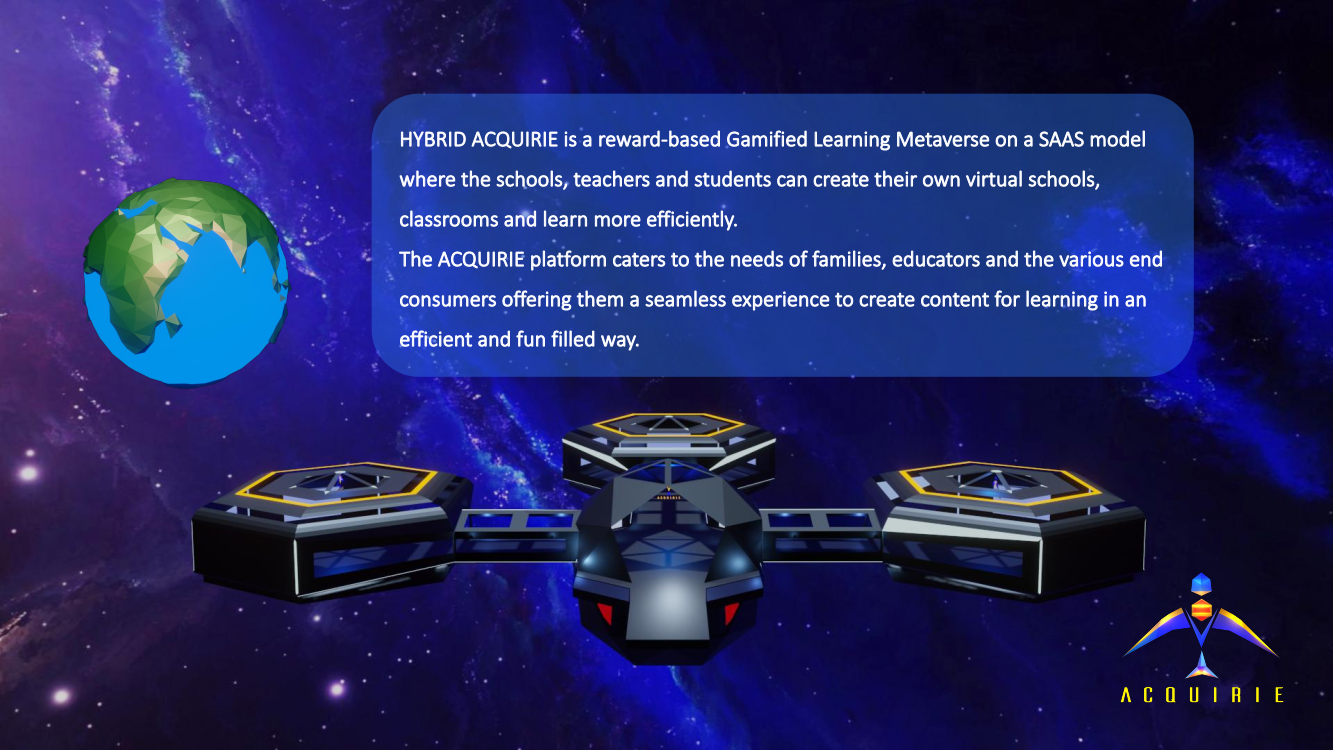 HYBRID ACQUIRIE is a reward-based Gamified Learning Metaverse on a SAAS model
where the schools, teachers and students can create their own virtual schools,
classrooms and learn more efficiently.
The ACQUIRIE platform caters to the needs of families, educators and the various end
consumers offering them a seamless experience to create content for learning in an
efficient and fun filled way.
ACQUIRIE
ACQUIRIE